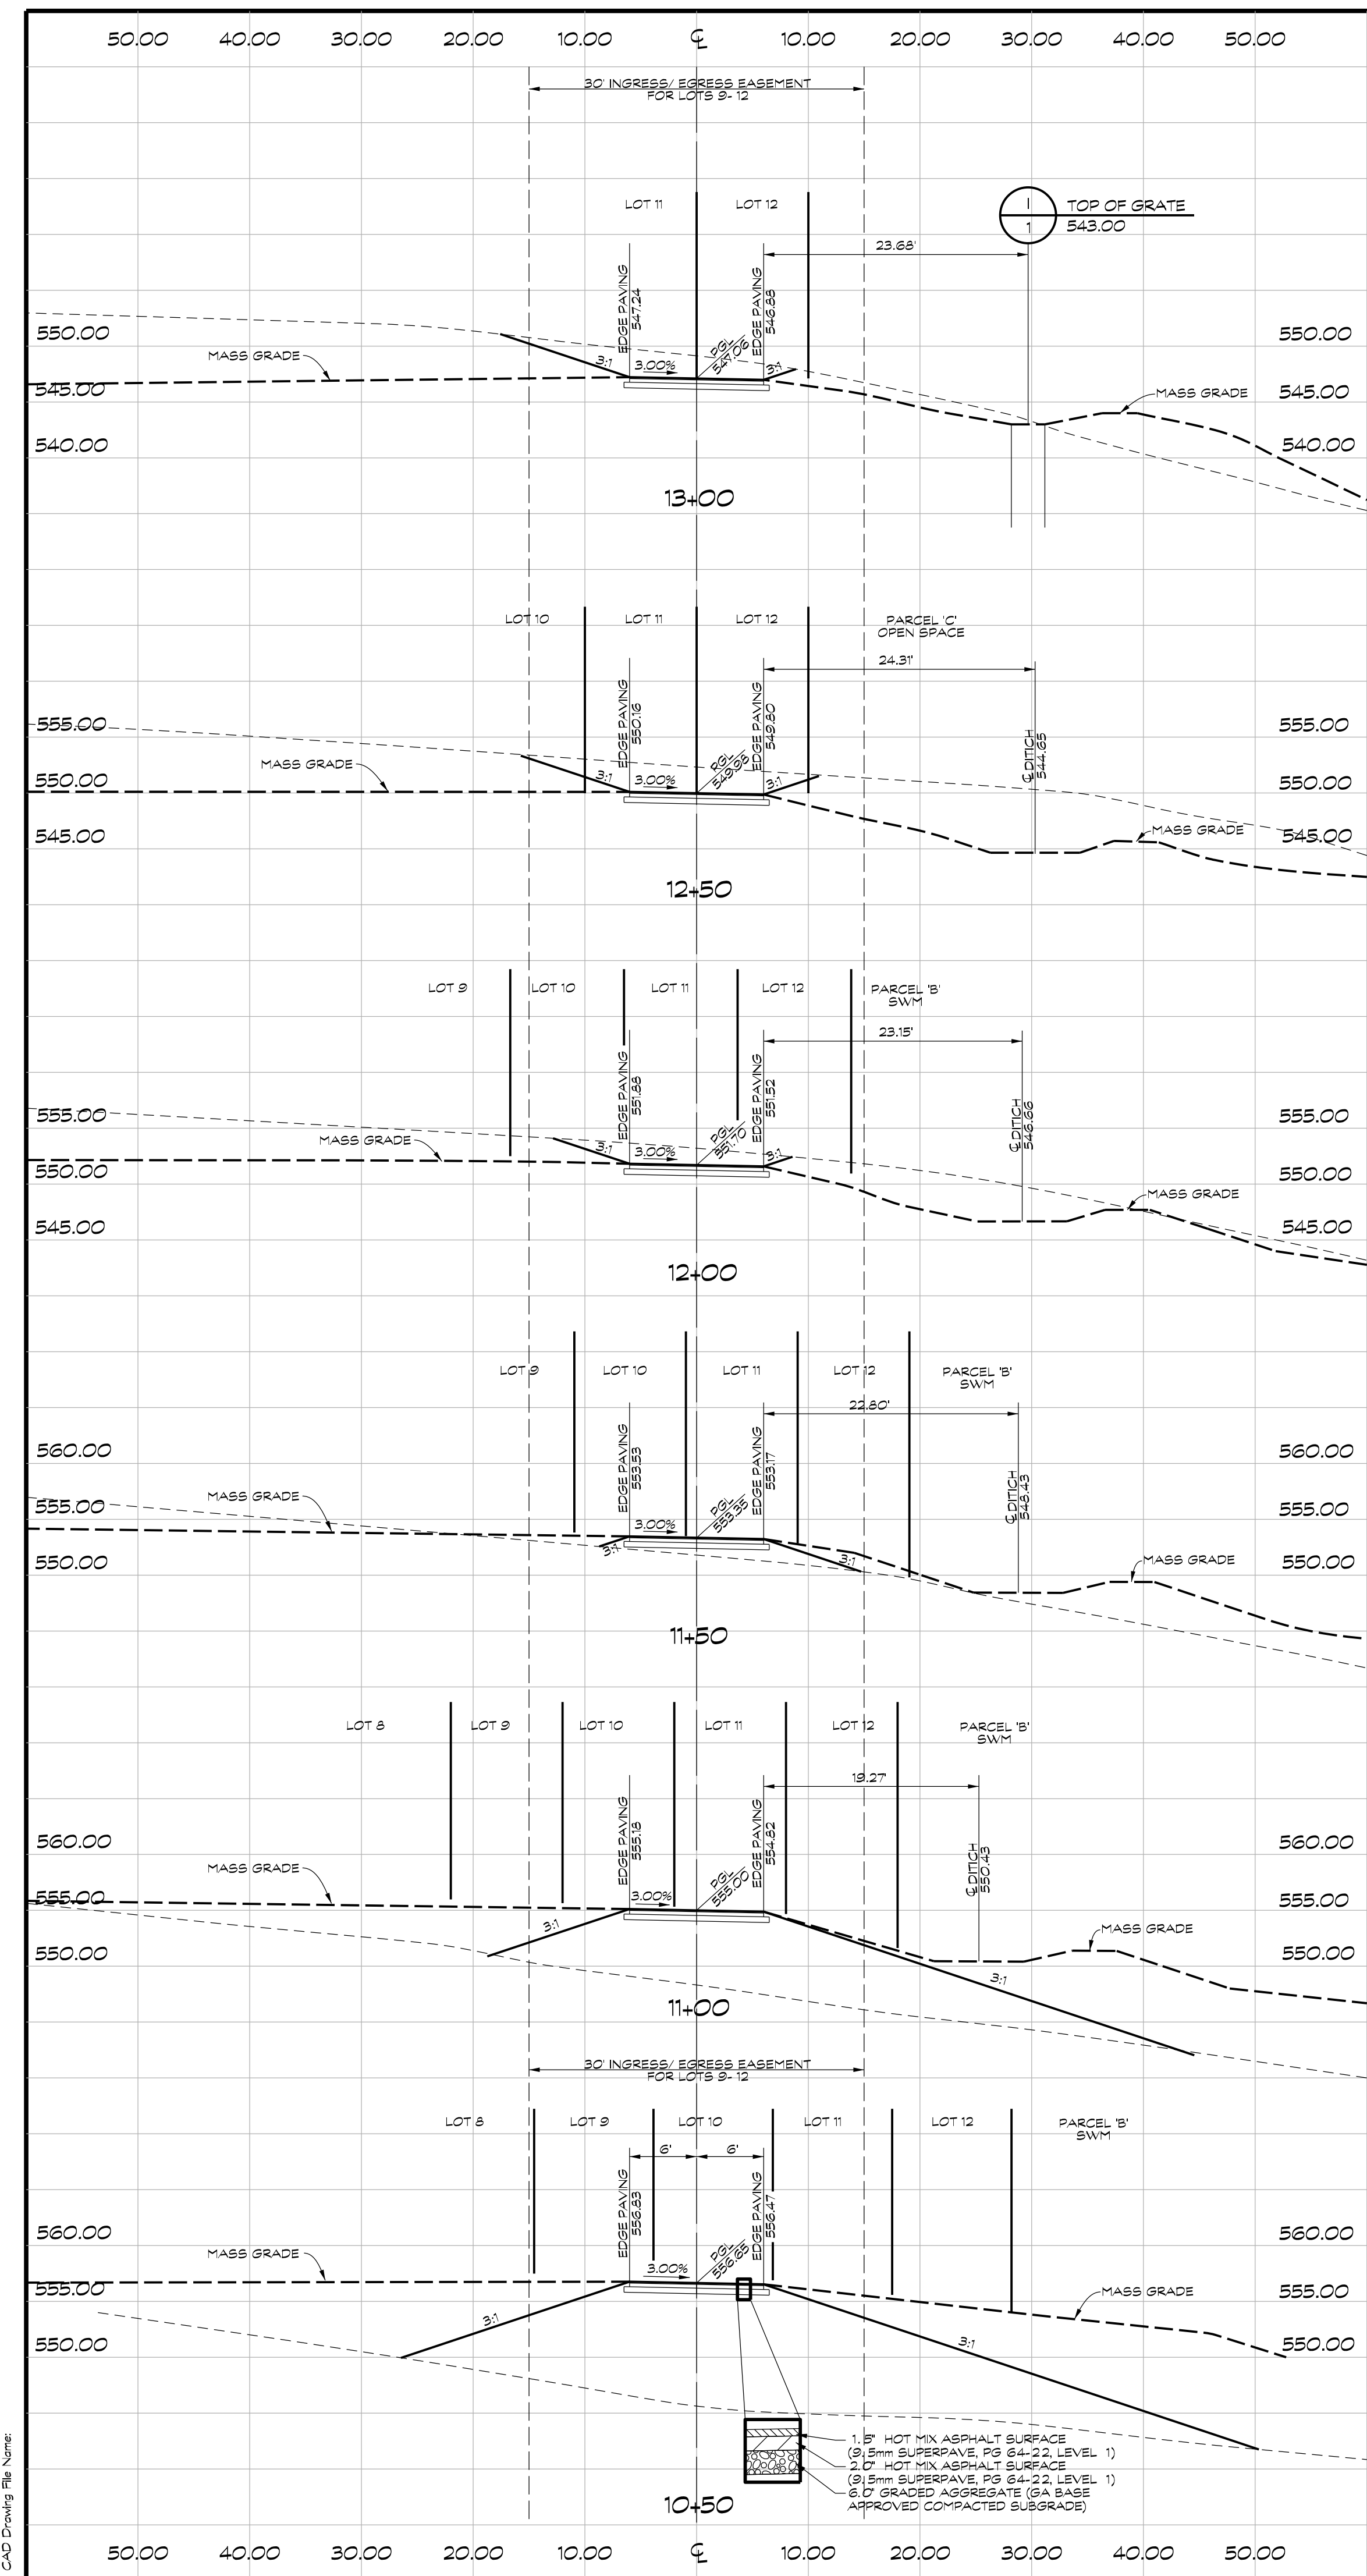 50.00 40.00 30.00 20.00 10.00 ℄ 10.00 20.00 30.00 40.00 50.00
30' INGRESS/ EGRESS EASEMENT
FOR LOTS 9-12
LOT 11 LOT 12
1
1
TOP OF GRATE
543.00
23.68'
EDGE PAVING
547.24
EDGE PAVING
546.88
PGL
547.06
550.00 550.00
MASS GRADE
3:1 3.00% 3:1
545.00 545.00
MASS GRADE
540.00 540.00
13+00
LOT 10 LOT 11 LOT 12
PARCEL 'C'
OPEN SPACE
24.31'
EDGE PAVING
550.16
EDGE PAVING
549.80
PGL
549.98
℄ DITICH
544.65
555.00 555.00
MASS GRADE
550.00 550.00
3:1 3.00% 3:1
545.00 545.00
MASS GRADE
12+50
LOT 9 LOT 10 LOT 11 LOT 12
PARCEL 'B'
SWM
23.15'
EDGE PAVING
551.88
EDGE PAVING
551.52
PGL
551.70
℄ DITICH
546.66
555.00 555.00
MASS GRADE
3:1 3.00% 3:1
550.00 550.00
MASS GRADE
545.00 545.00
12+00
LOT 9 LOT 10 LOT 11 LOT 12
PARCEL 'B'
SWM
22.80'
EDGE PAVING
553.53
EDGE PAVING
553.17
PGL
553.35
℄ DITICH
548.43
560.00 560.00
MASS GRADE
555.00 555.00
3.00%
3:1 3:1
550.00 550.00
MASS GRADE
11+50
LOT 8 LOT 9 LOT 10 LOT 11 LOT 12
PARCEL 'B'
SWM
19.27'
EDGE PAVING
555.18
EDGE PAVING
554.82
PGL
555.00
℄ DITICH
550.43
560.00 560.00
MASS GRADE
555.00 555.00
3.00%
3:1
MASS GRADE
550.00 550.00
3:1
11+00
30' INGRESS/ EGRESS EASEMENT
FOR LOTS 9-12
LOT 8 LOT 9 LOT 10 LOT 11 LOT 12
PARCEL 'B'
SWM
6' 6'
EDGE PAVING
556.83
EDGE PAVING
556.47
PGL
556.65
560.00 560.00
MASS GRADE
3.00%
555.00 555.00
MASS GRADE
3:1
550.00 550.00
3:1
1.5" HOT MIX ASPHALT SURFACE
(9.5mm SUPERPAVE, PG 64-22, LEVEL 1)
2.0" HOT MIX ASPHALT SURFACE
(9.5mm SUPERPAVE, PG 64-22, LEVEL 1)
6.0" GRADED AGGREGATE (GA BASE
APPROVED COMPACTED SUBGRADE)
10+50
50.00 40.00 30.00 20.00 10.00 ℄ 10.00 20.00 30.00 40.00 50.00
CAD Drawing File Name: